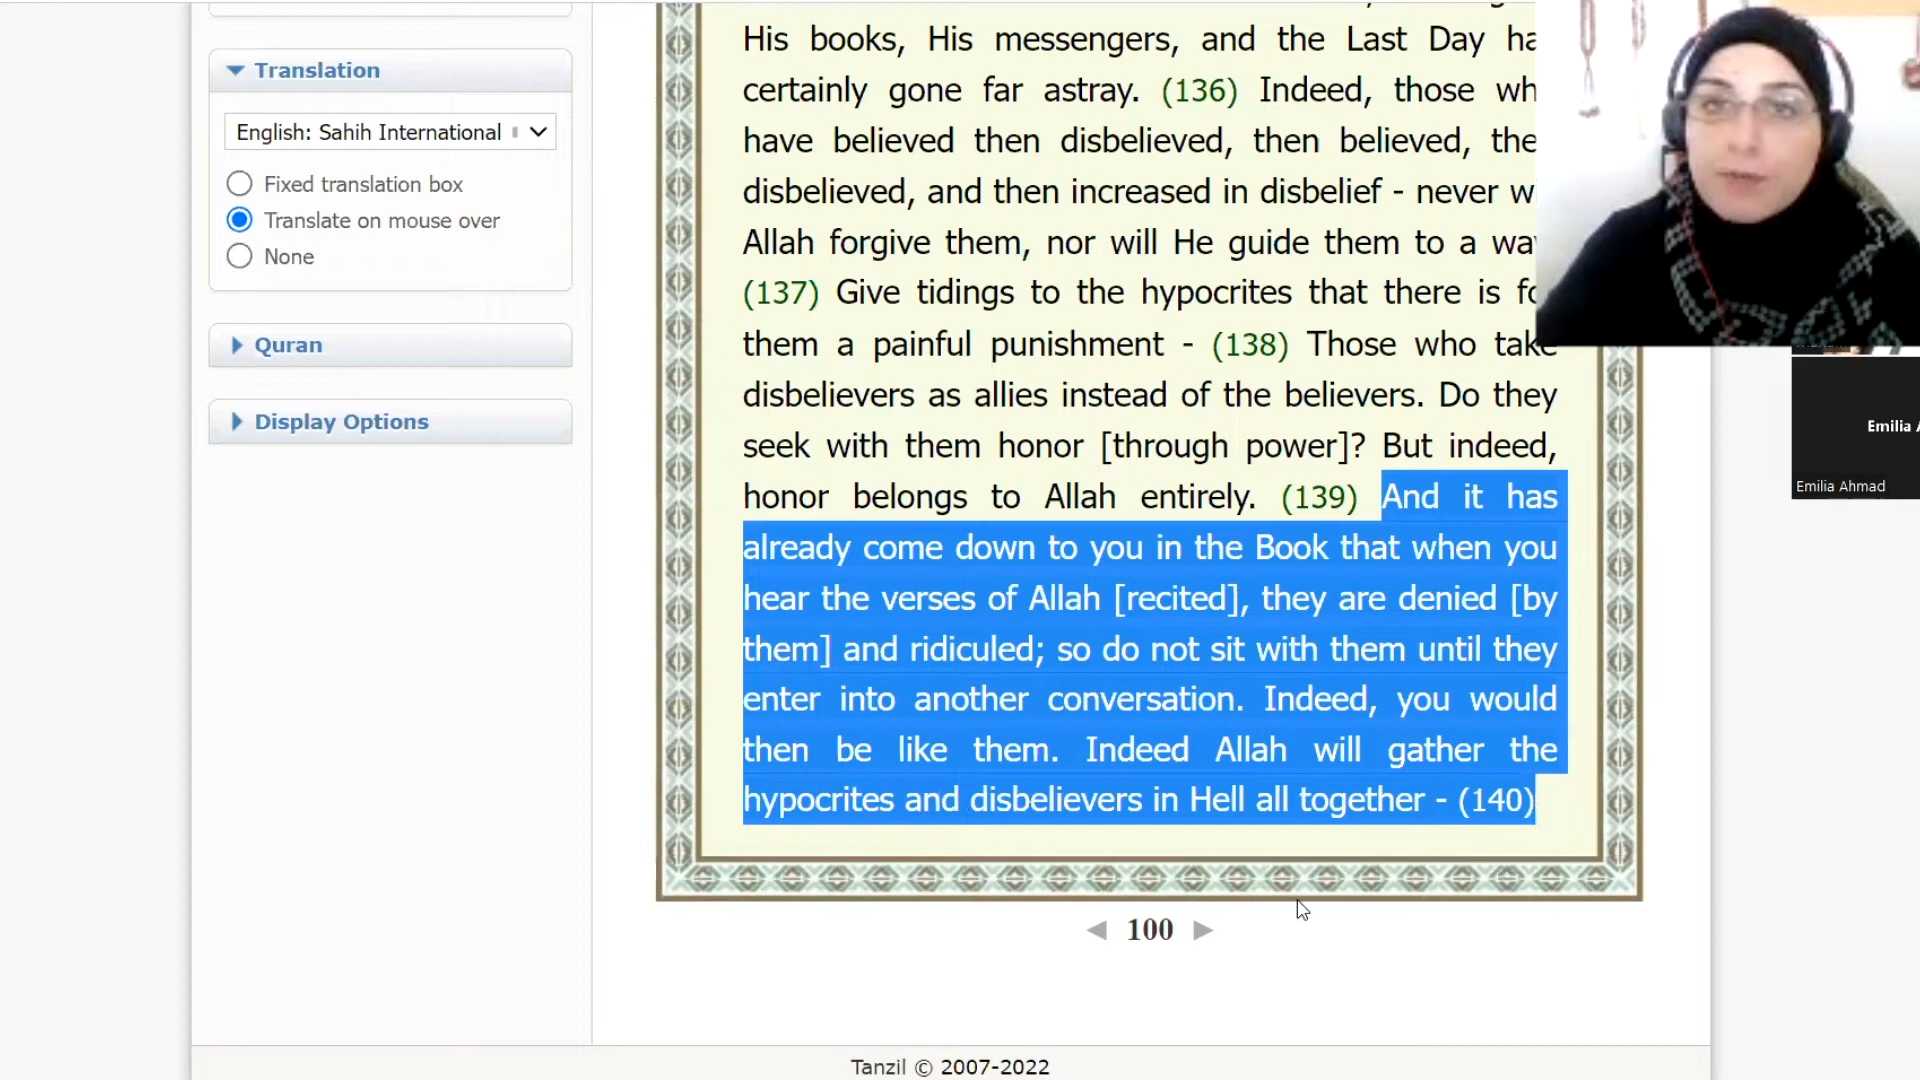 Translation
English: Sahih International
Fixed translation box
Translate on mouse over
None
Quran
Display Options
His books, His messengers, and the Last Day
certainly gone far astray. (136) Indeed, those
have believed then disbelieved, then believed,
disbelieved, and then increased in disbelief - never
Allah forgive them, nor will He guide them to a
(137) Give tidings to the hypocrites that there is
them a painful punishment - (138) Those who take
disbelievers as allies instead of the believers. Do they
seek with them honor [through power]? But indeed,
honor belongs to Allah entirely. (139) And it has
already come down to you in the Book that when you
hear the verses of Allah [recited], they are denied [by
them] and ridiculed; so do not sit with them until they
enter into another conversation. Indeed, you would
then be like them. Indeed Allah will gather the
hypocrites and disbelievers in Hell all together - (140)
100
Emilia
Emilia Ahmad
Tanzil © 2007-2022